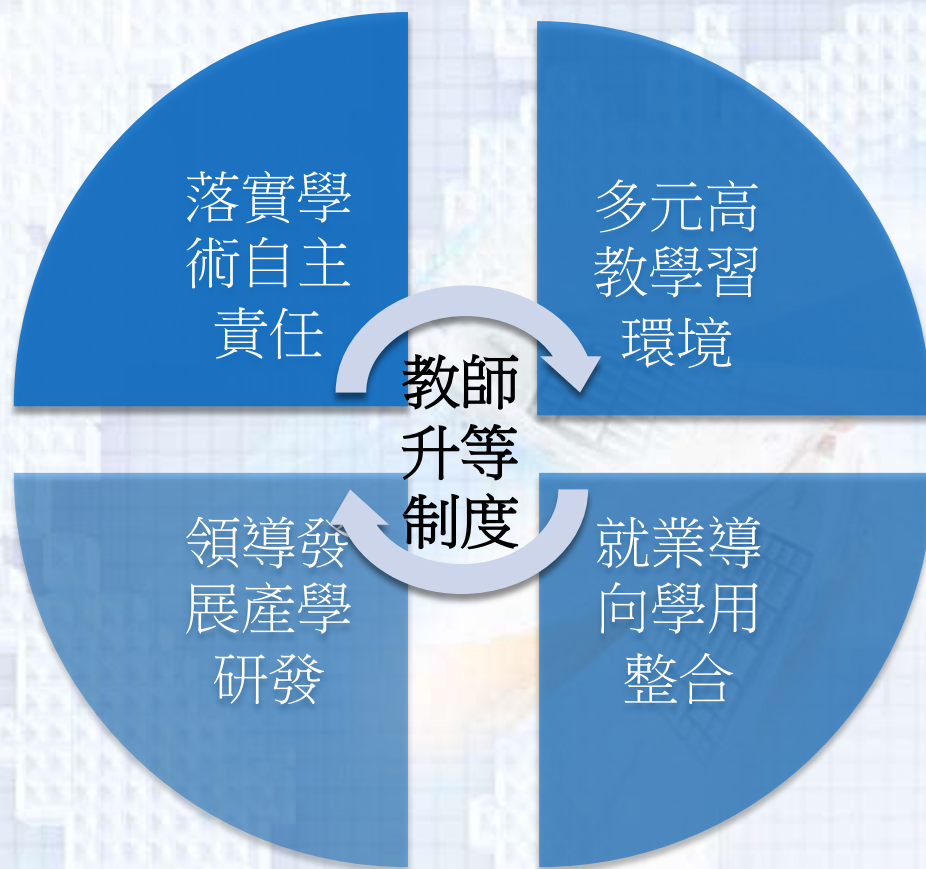 落實學
術自主
責任
多元高
教學習
環境
教師
升等
制度
領導發
展產學
研發
就業導
向學用
整合